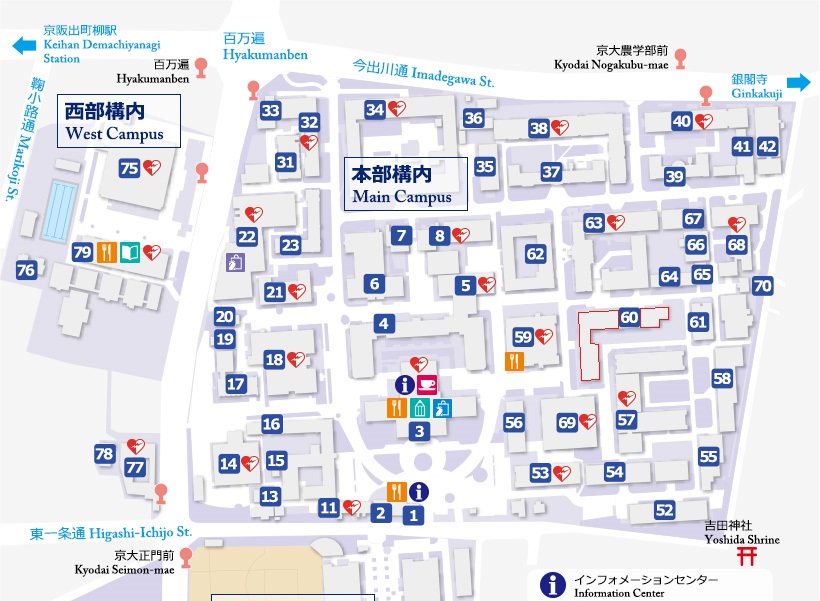 京阪出町柳駅
Keihan Demachiyanagi
Station
百万遍
Hyakumanben
百万遍
Hyakumanben
今出川通 Imadegawa St.
京大農学部前
Kyodai Nogakubu-mae
銀閣寺
Ginkakuji
鞠小路通 Marikoji St.
西部構内
West Campus
本部構内
Main Campus
33
32
34
36
38
40
41
42
31
35
37
39
75
22
23
7
8
62
63
67
66
68
79
76
21
6
5
64
65
70
20
19
4
59
60
61
18
17
58
3
16
56
69
57
78
77
14
15
13
53
54
55
11
2
1
52
東一条通 Higashi-Ichijo St.
京大正門前
Kyodai Seimon-mae
吉田神社
Yoshida Shrine
インフォメーションセンター
Information Center